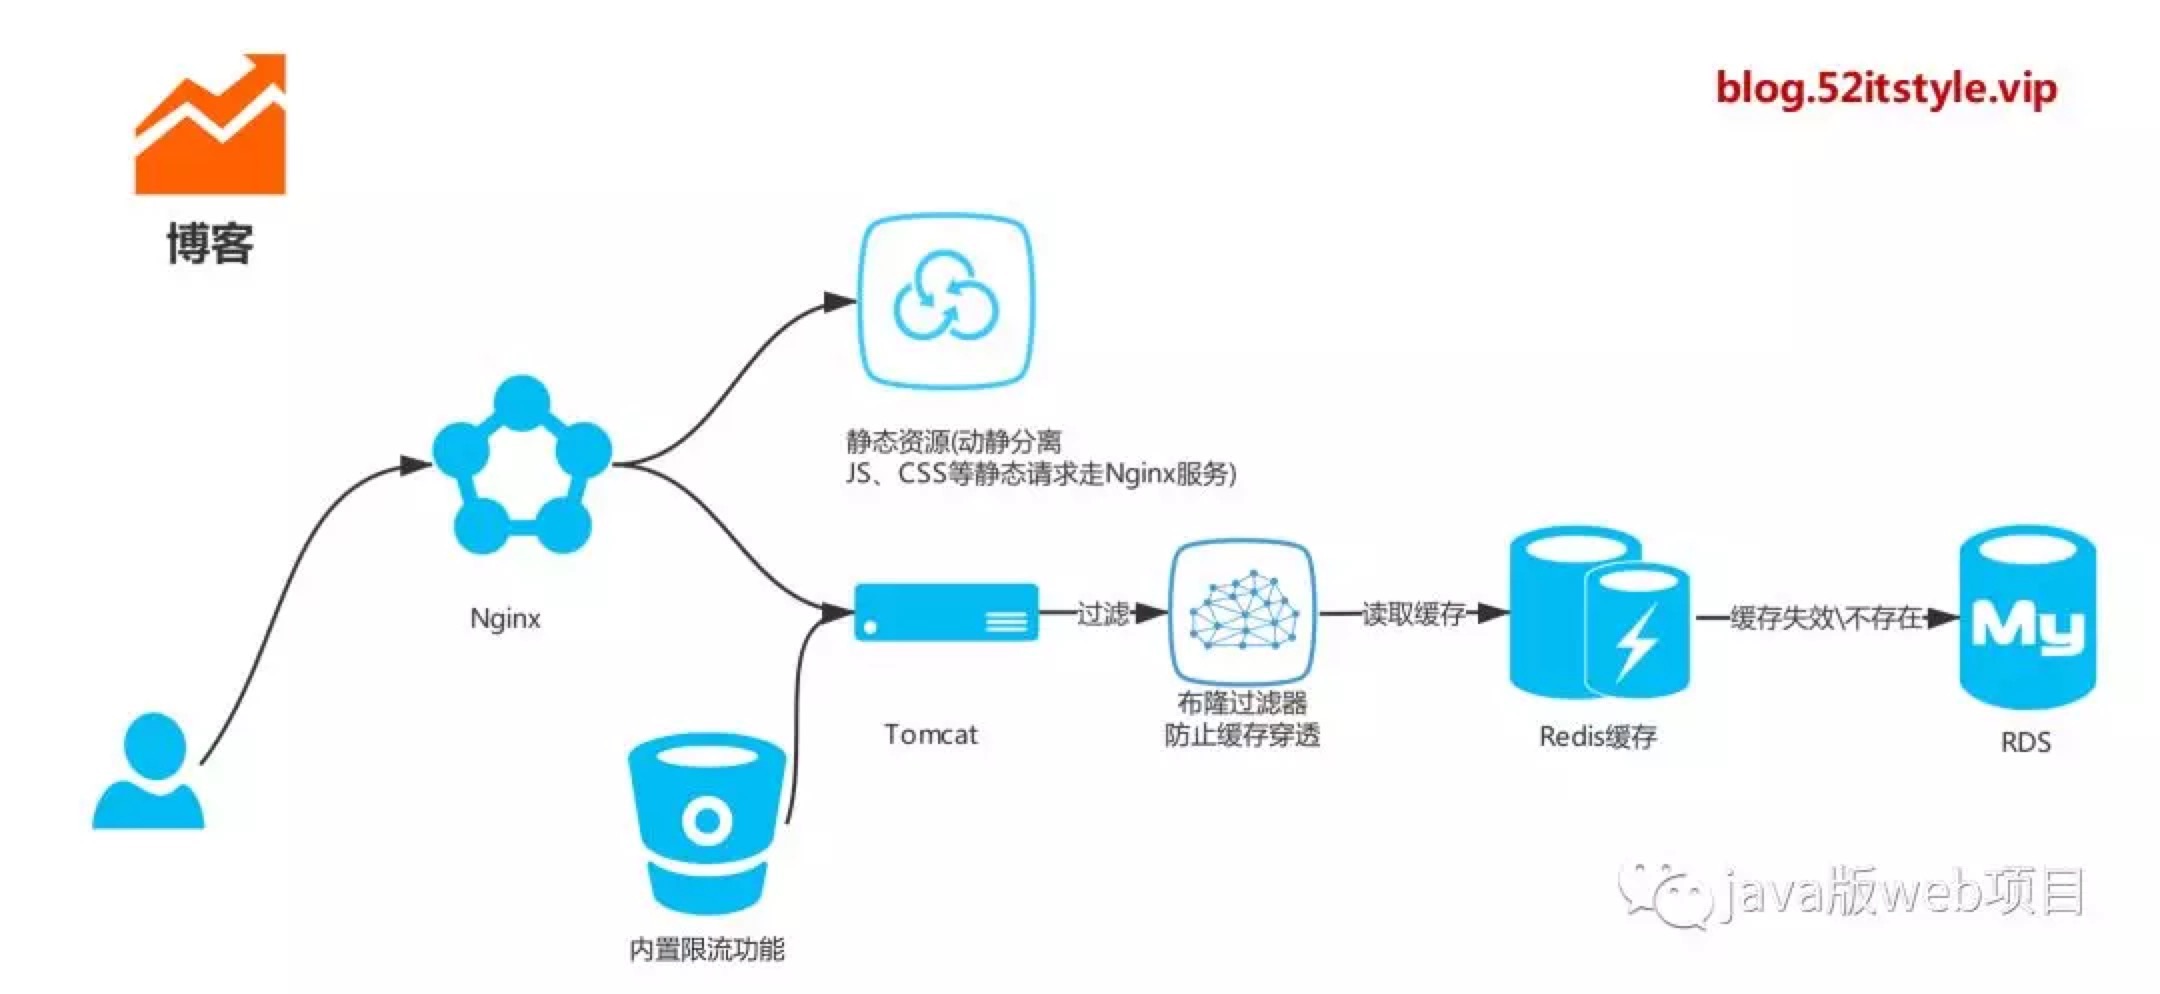 blog.52itstyle.vip
博客
静态资源(动静分离
JS、CSS等静态请求走Nginx服务)
Nginx
过滤
读取缓存
缓存失效\不存在
My
布隆过滤器
防止缓存穿透
Tomcat
Redis缓存
RDS
内置限流功能
java版web项目